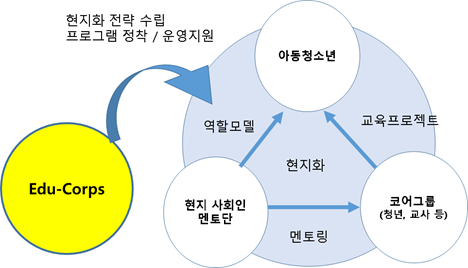 현지화 전략 수립
프로그램 정착 / 운영지원
아동청소년
역할모델
교육프로젝트
현지화
Edu-Corps
현지 사회인
멘토단
코어그룹
(청년, 교사 등)
멘토링